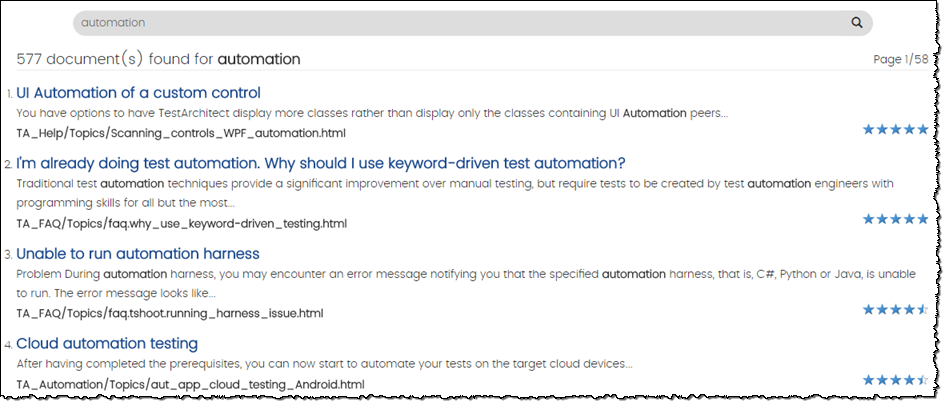 automation
577 document(s) found for automation Page 1/58
1. UI Automation of a custom control
You have options to have TestArchitect display more classes rather than display only the classes containing UI Automation peers...
TA_Help/Topics/Scanning_controls_WPF_automation.html
2. I'm already doing test automation. Why should I use keyword-driven test automation?
Traditional test automation techniques provide a significant improvement over manual testing, but require tests to be created by test automation engineers with
programming skills for all but the most...
TA_FAQ/Topics/faq.why_use_keyword-driven_testing.html
3. Unable to run automation harness
Problem During automation harness, you may encounter an error message notifying you that the specified automation harness, that is, C#, Python or Java, is unable
to run. The error message looks like...
TA_FAQ/Topics/faq.tshoot.running_harness_issue.html
4. Cloud automation testing
After having completed the prerequisites, you can now start to automate your tests on the target cloud devices...
TA_Automation/Topics/aut_app_cloud_testing_Android.html